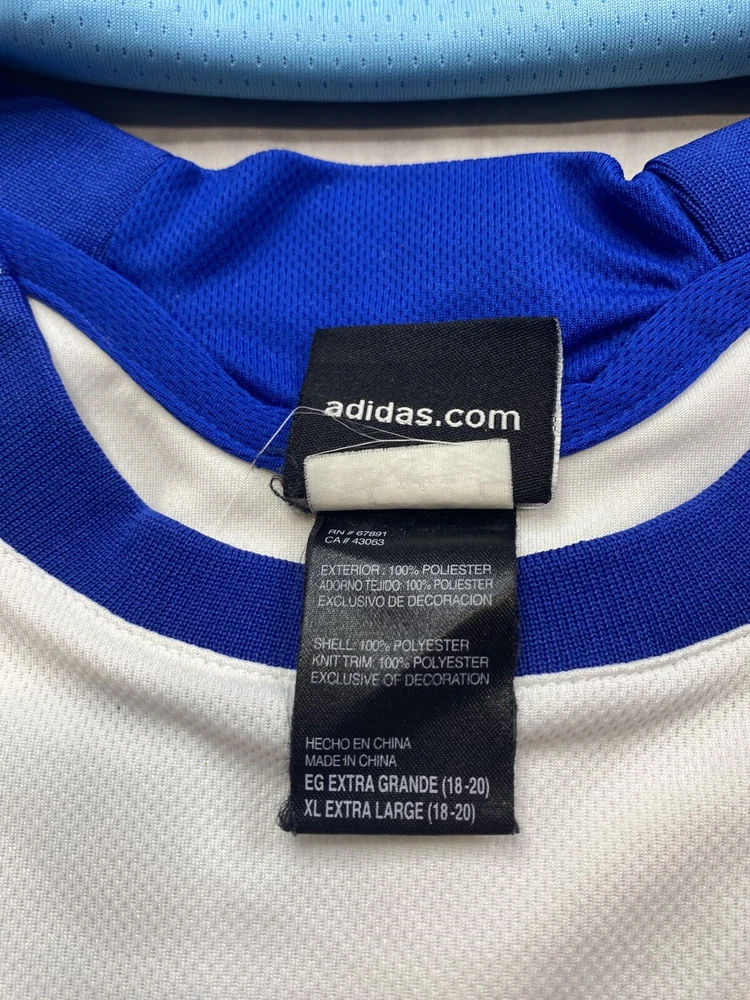 adidas.com
RN # 67891
CA # 43053
EXTERIOR : 100% POLIESTER
ADORNO TEJIDO: 100% POLIESTER
EXCLUSIVO DE DECORACION
SHELL: 100% POLYESTER
KNIT TRIM: 100% POLYESTER
EXCLUSIVE OF DECORATION
HECHO EN CHINA
MADE IN CHINA
EG EXTRA GRANDE (18-20)
XL EXTRA LARGE (18-20)